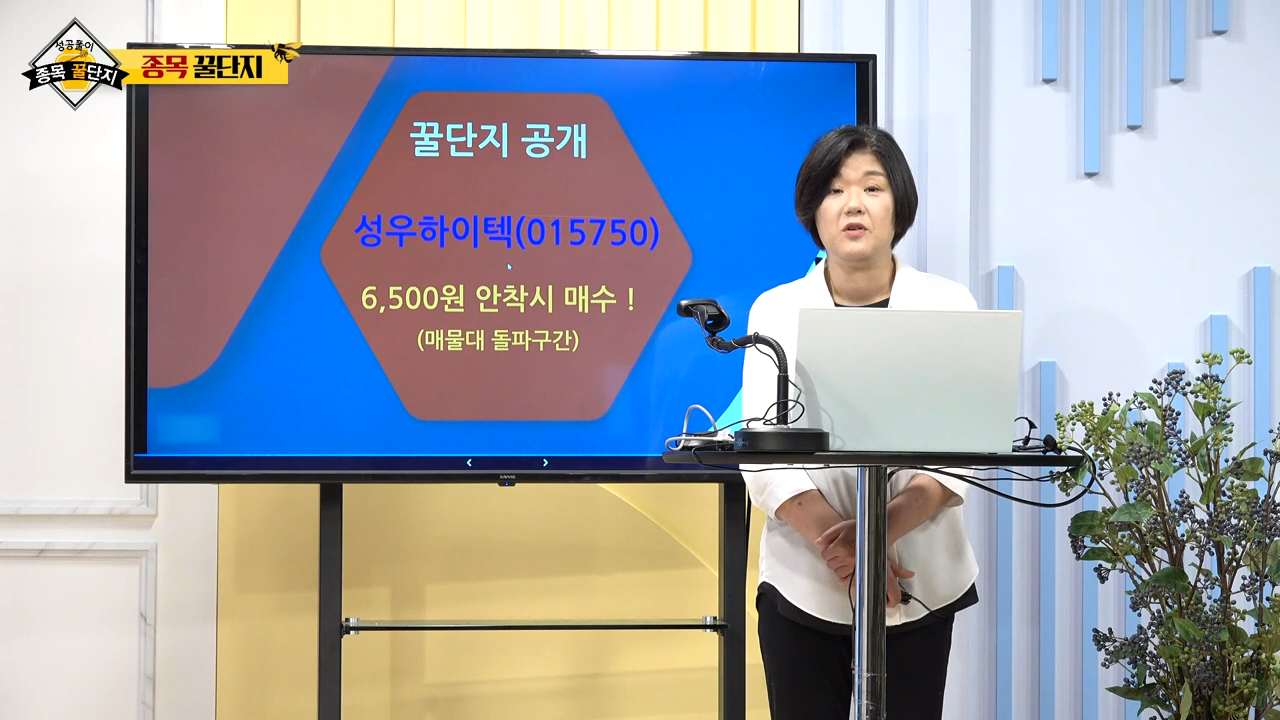 성공풀이
종목 꿀단지
종목 꿀단지
꿀단지 공개
성우하이텍(015750)
6,500원 안착시 매수 !
(매물대 돌파구간)